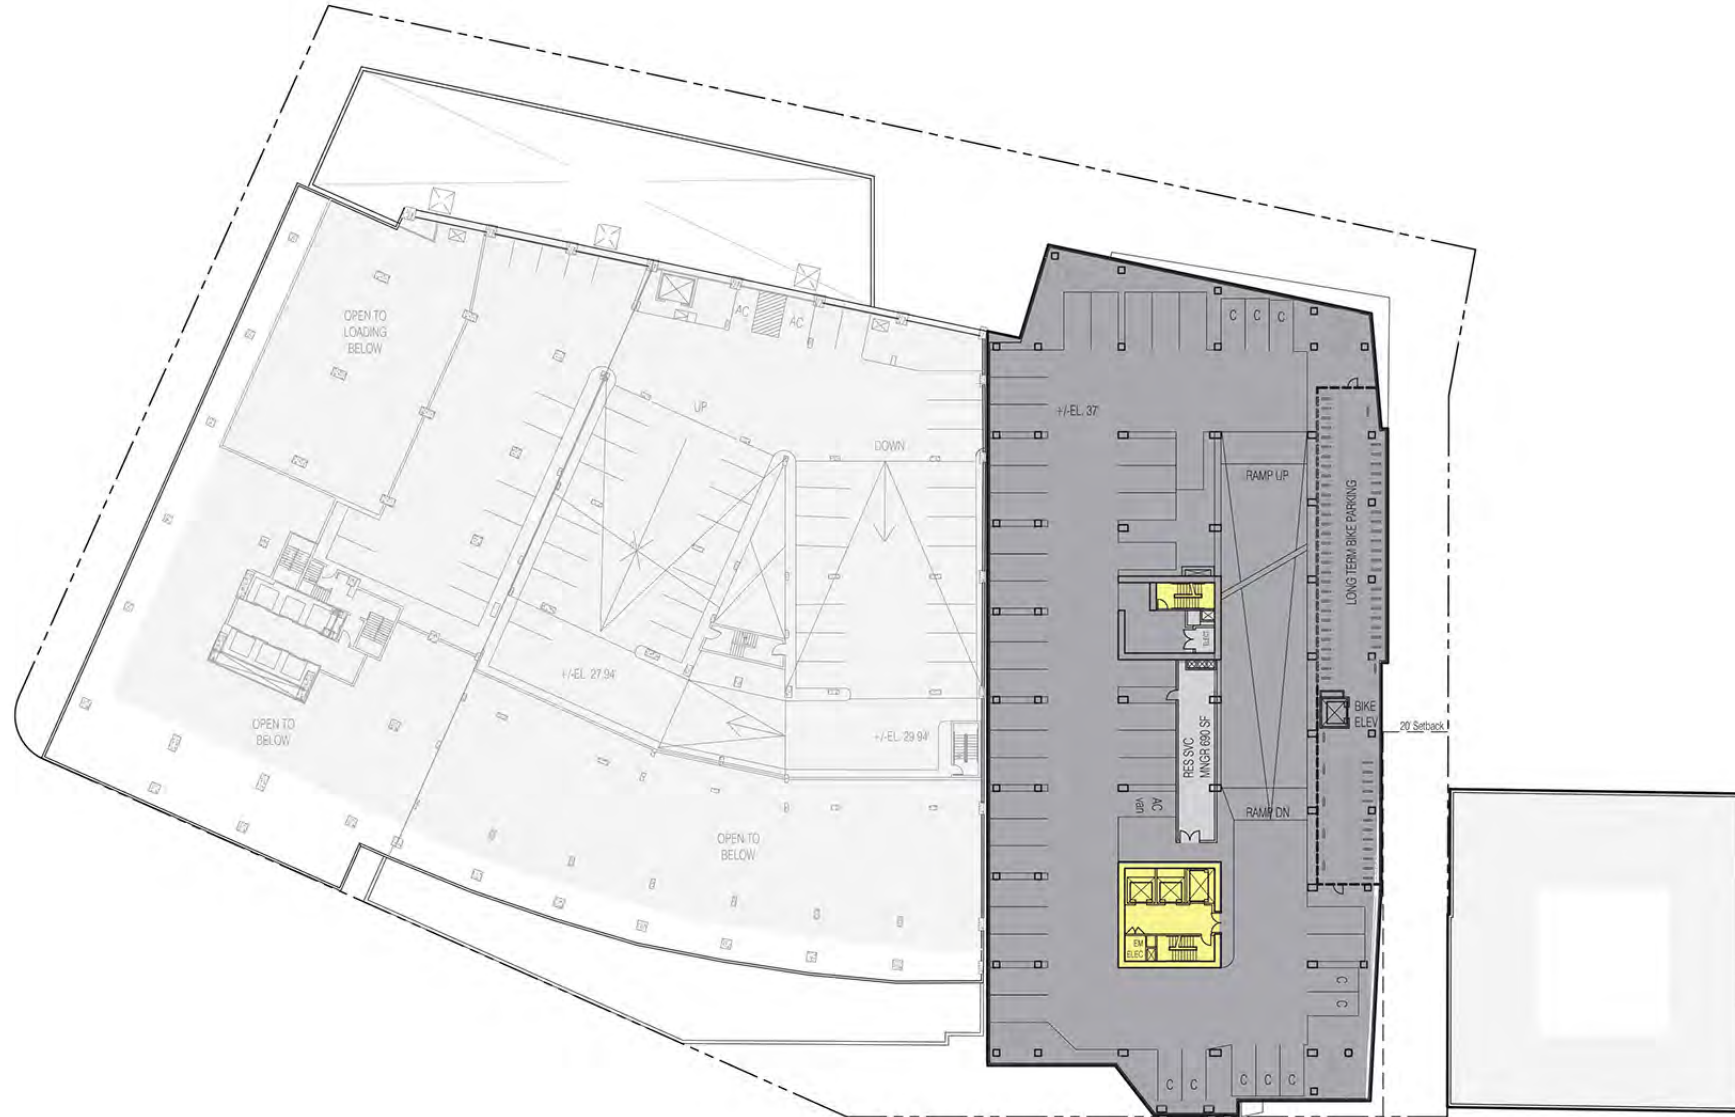 OPEN TO
LOADING
BELOW
AC
AC
UP
DOWN
+/-EL. 27.94'
+/-EL. 29.94'
OPEN TO
BELOW
OPEN TO
BELOW
C
C
C
+/-EL. 37'
RAMP UP
LONG TERM BIKE PARKING
ELEC
RES SVC
MNGR 690 SF
BIKE
ELEV
20' Setback
AC
van
RAMP DN
EM
ELEC
C
C
C
C
C
C
C